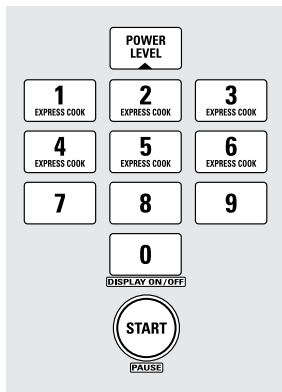 POWER
LEVEL
1 2 3
EXPRESS COOK EXPRESS COOK EXPRESS COOK
4 5 6
EXPRESS COOK EXPRESS COOK EXPRESS COOK
7 8 9
0
DISPLAY ON/OFF
START
PAUSE